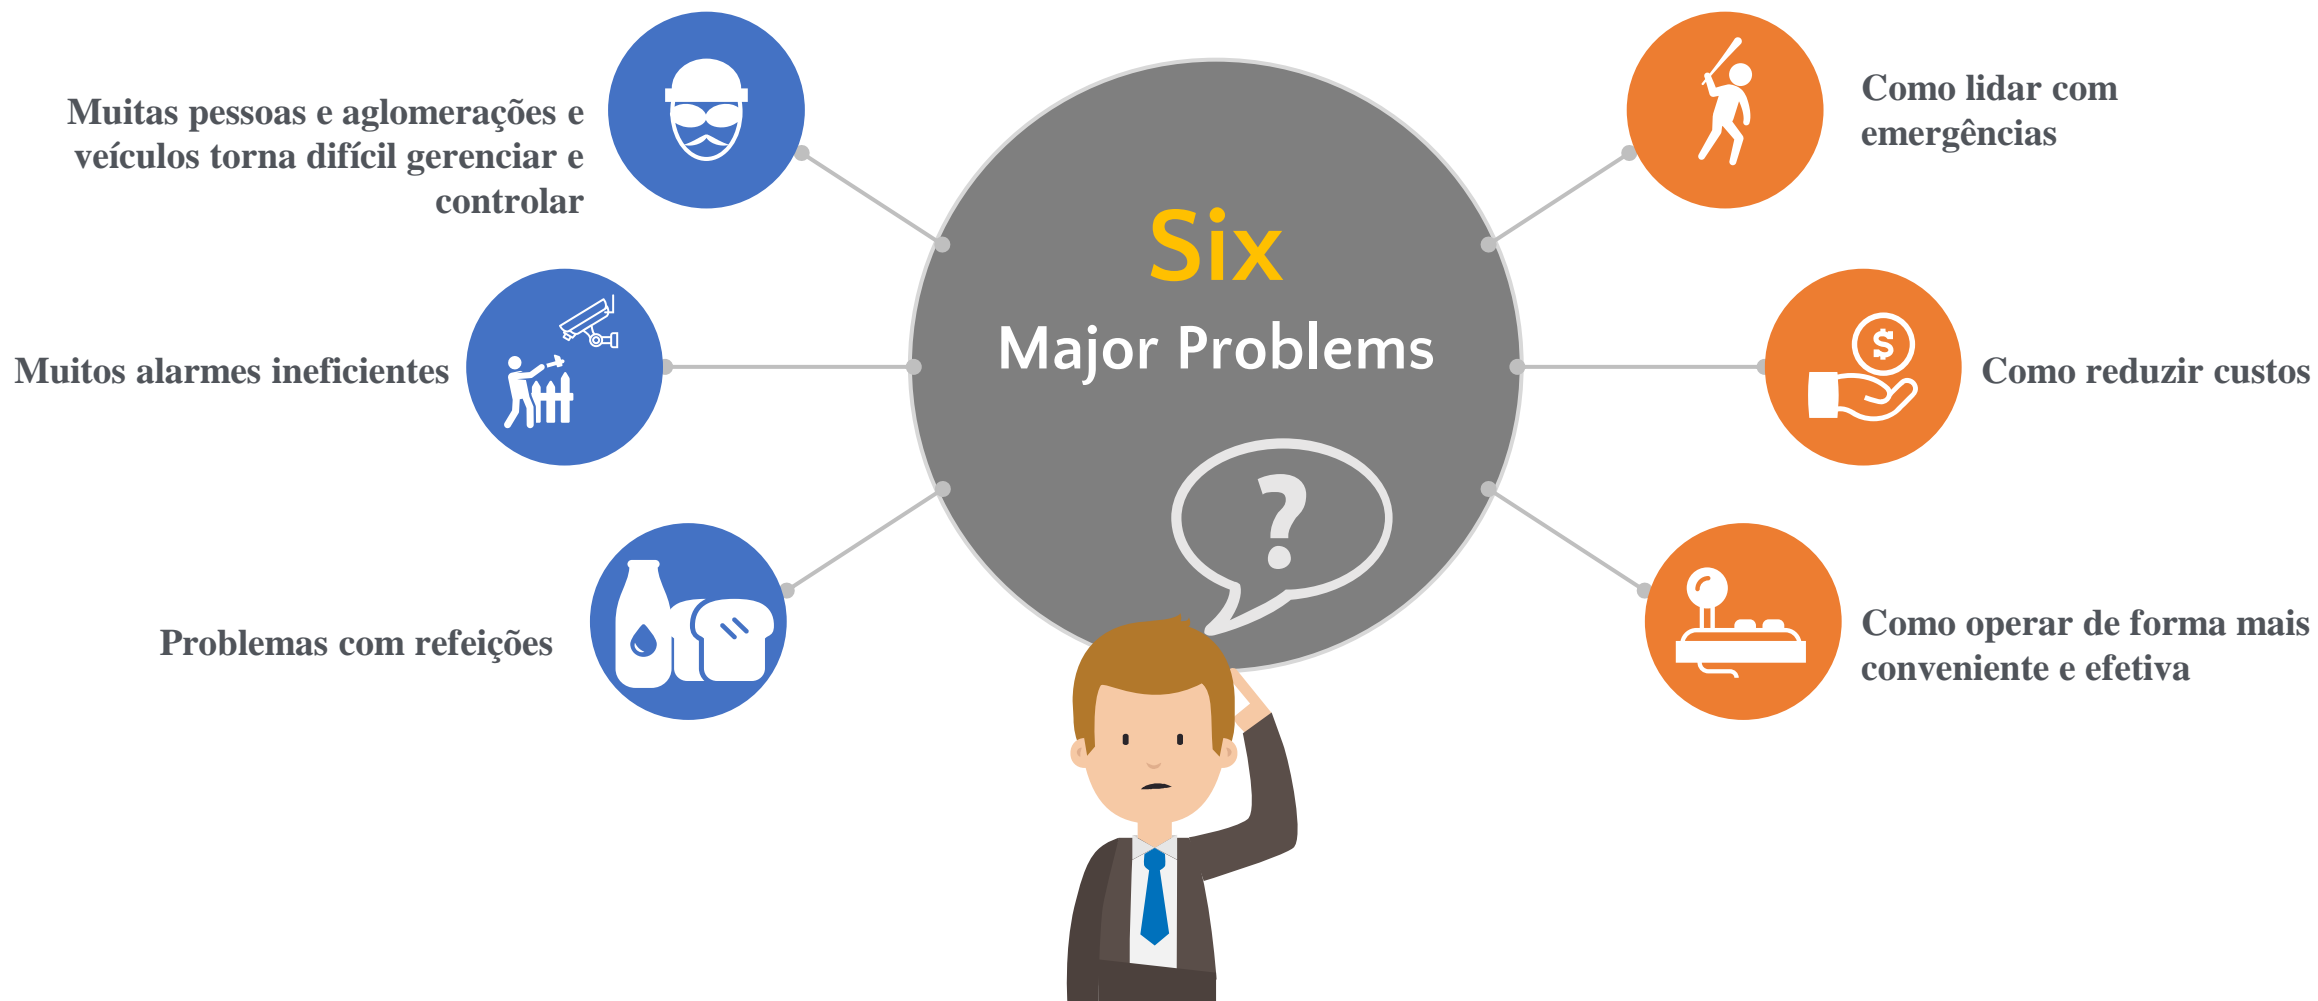 Muitas pessoas e aglomerações e
veículos torna difícil gerenciar e
controlar
Muitos alarmes ineficientes
Problemas com refeições
Six
Major Problems
?
Como lidar com
emergências
$
Como reduzir custos
Como operar de forma mais
conveniente e efetiva